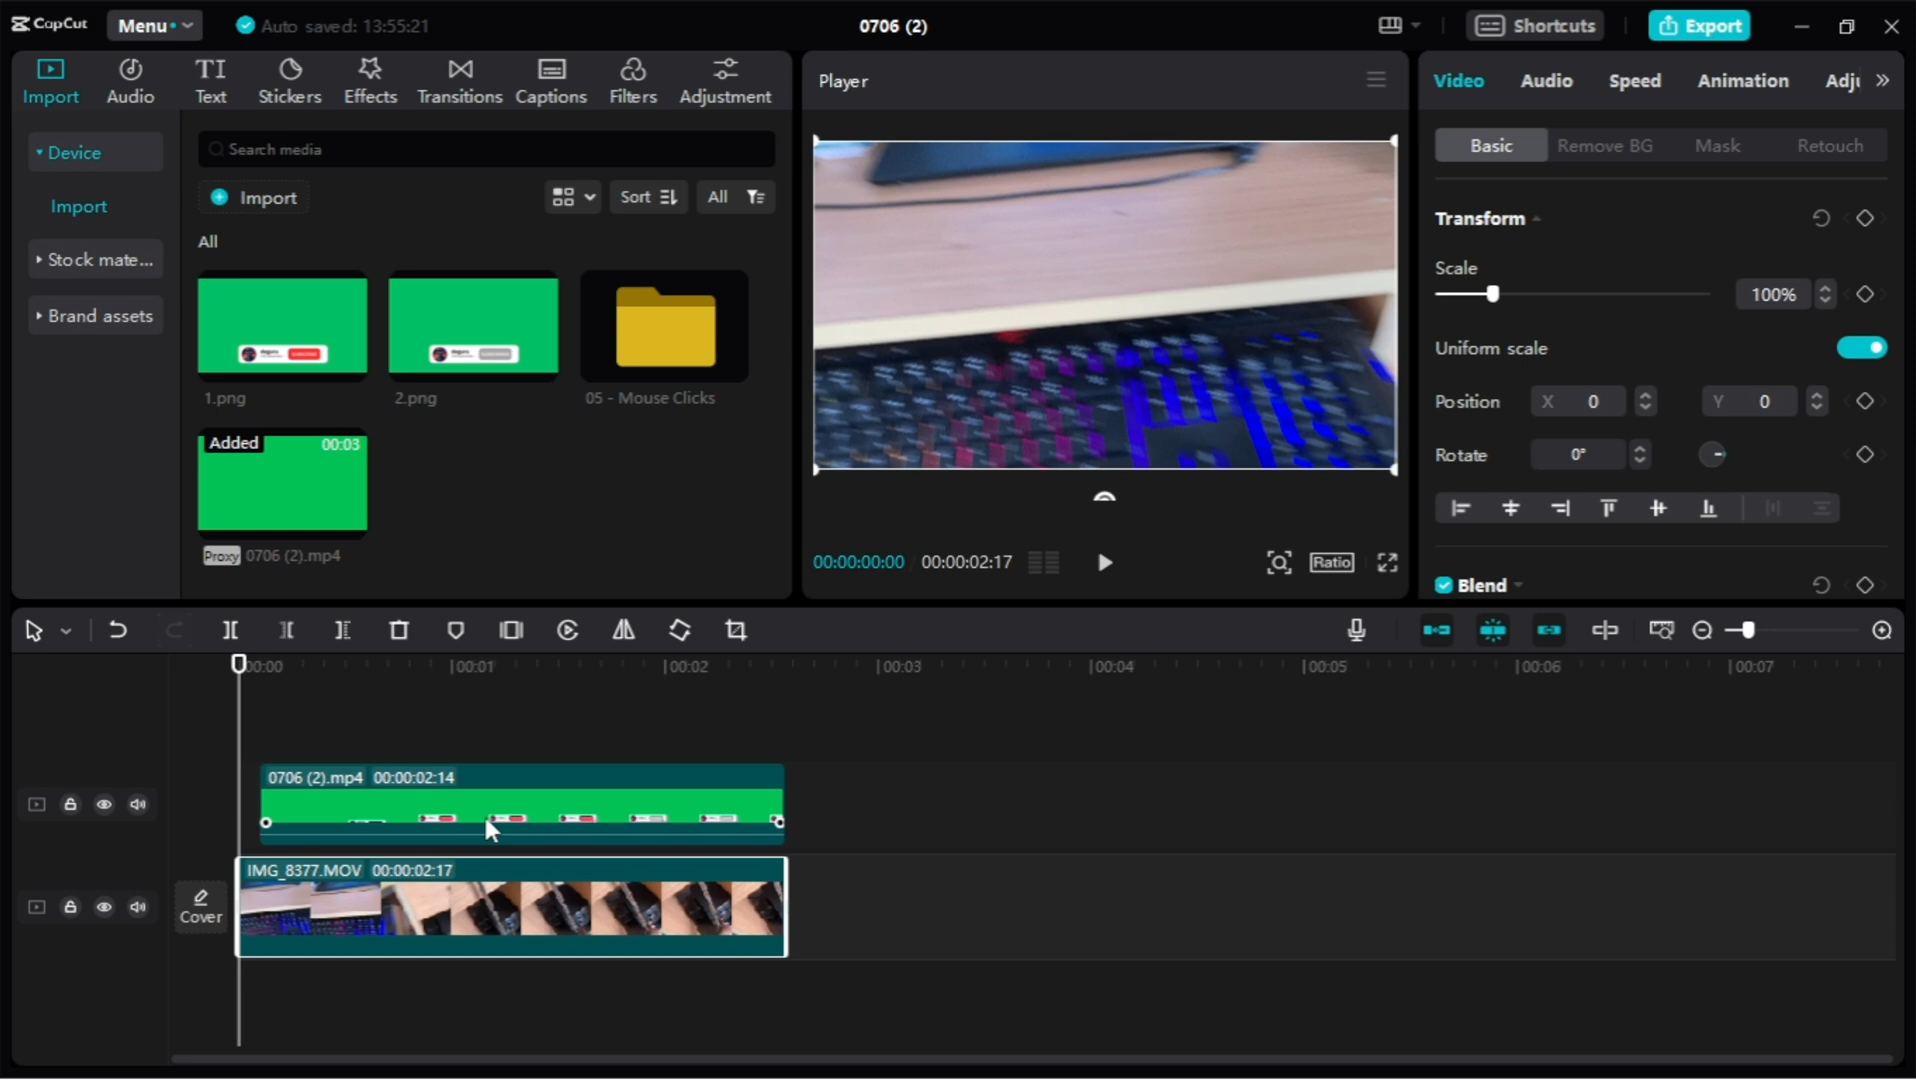 CapCut Menu Auto saved: 13:55:21 0706 (2) Shortcuts Export
Import Audio Text Stickers Effects Transitions Captions Filters Adjustment
TI
Device
Import
Stock mate...
Brand assets
Search media
Import Sort All
All
1.png 2.png 05 - Mouse Clicks
Added 00:03
Proxy 0706 (2).mp4
Player
00:00:00:00 00:00:02:17 Ratio
Video Audio Speed Animation Adju
Basic Remove BG Mask Retouch
Transform
Scale
100%
Uniform scale
Position X 0 Y 0
Rotate 0°
Blend
00:00 00:01 00:02 00:03 00:04 00:05 00:06 00:07
0706 (2).mp4 00:00:02:14
IMG_8377.MOV 00:00:02:17
Cover